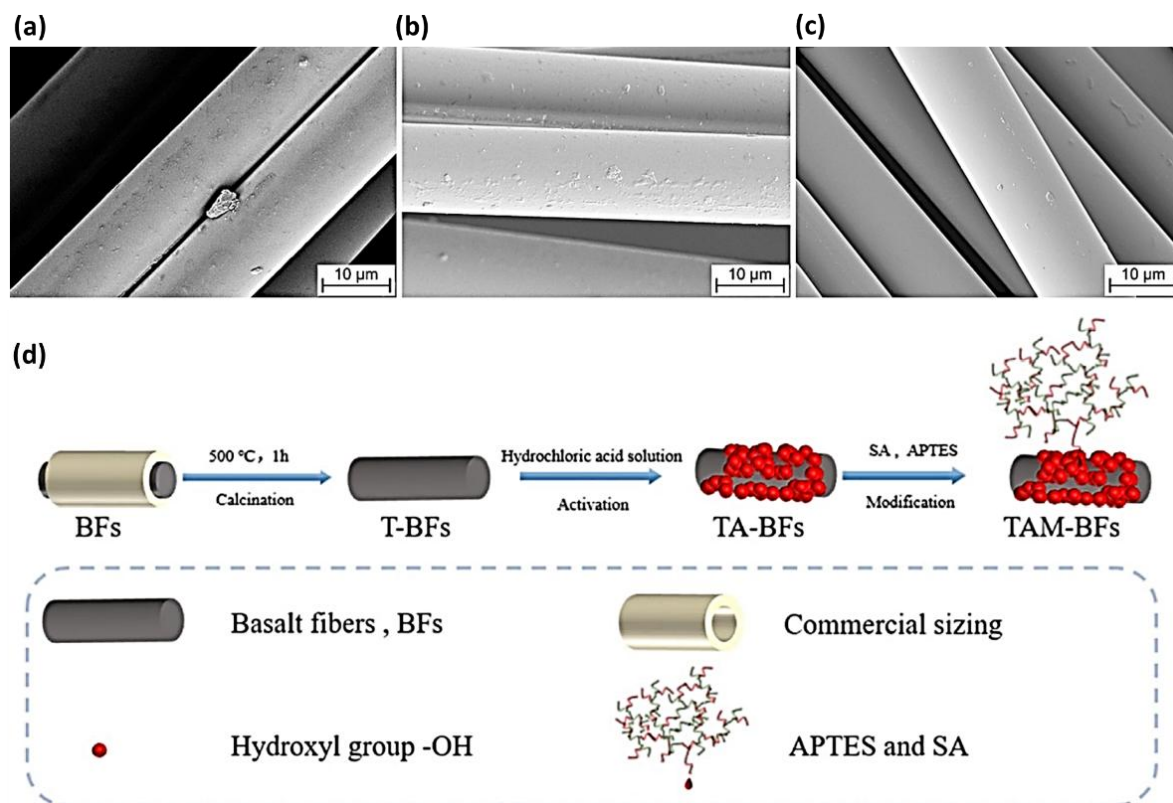 (a)
(b)
(c)
10 μm
10 μm
10 μm
(d)
500 ℃，1h
Calcination
Hydrochloric acid solution
Activation
SA，APTES
Modification
BFs
T-BFs
TA-BFs
TAM-BFs
Basalt fibers , BFs
Commercial sizing
Hydroxyl group -OH
APTES and SA